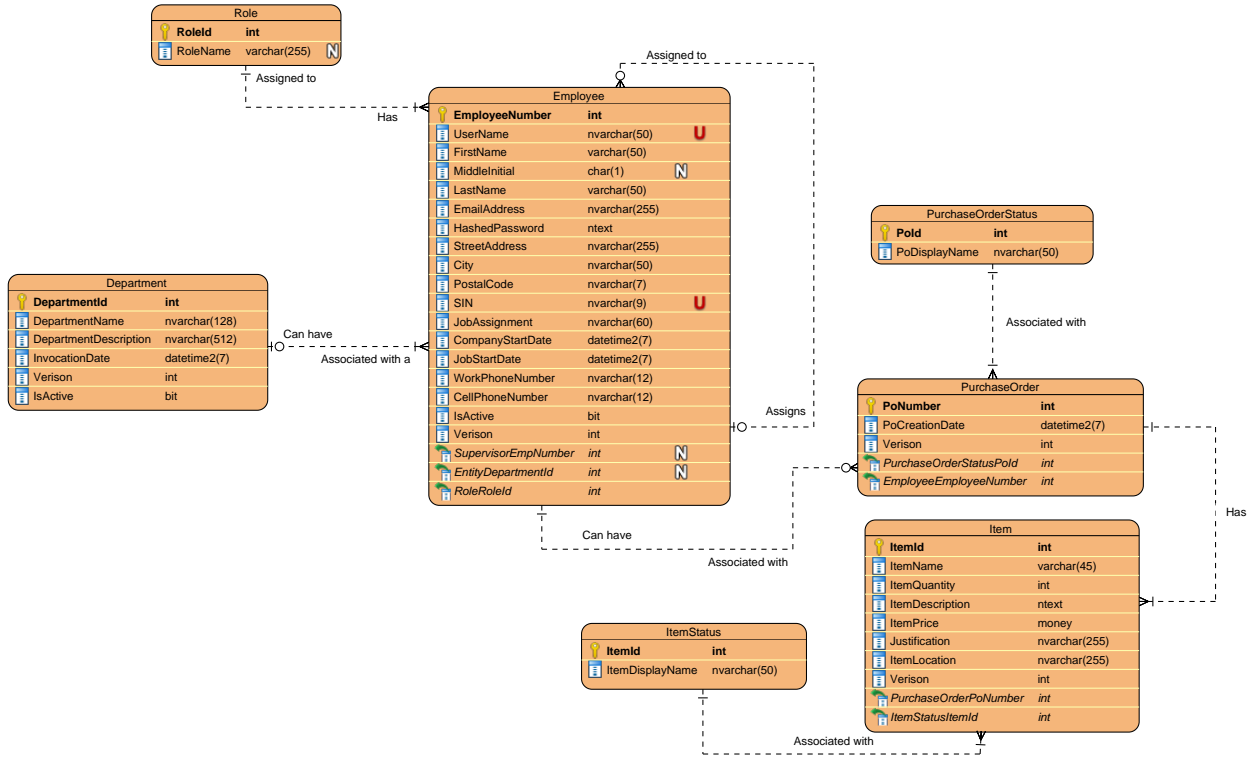 Role
RoleId int
RoleName varchar(255) N
Assigned to
Has
Assigned to
Employee
EmployeeNumber int
UserName nvarchar(50) U
FirstName varchar(50)
MiddleInitial char(1) N
LastName varchar(50)
EmailAddress nvarchar(255)
HashedPassword ntext
StreetAddress nvarchar(255)
City nvarchar(50)
PostalCode nvarchar(7)
SIN nvarchar(9) U
JobAssignment nvarchar(60)
CompanyStartDate datetime2(7)
JobStartDate datetime2(7)
WorkPhoneNumber nvarchar(12)
CellPhoneNumber nvarchar(12)
IsActive bit
Verison int
SupervisorEmpNumber int N
EntityDepartmentId int N
RoleRoleId int
Assigns
Department
DepartmentId int
DepartmentName nvarchar(128)
DepartmentDescription nvarchar(512)
InvocationDate datetime2(7)
Verison int
IsActive bit
Can have
Associated with a
PurchaseOrderStatus
PoId int
PoDisplayName nvarchar(50)
Associated with
PurchaseOrder
PoNumber int
PoCreationDate datetime2(7)
Verison int
PurchaseOrderStatusPoId int
EmployeeEmployeeNumber int
Can have
Associated with
Has
Item
ItemId int
ItemName varchar(45)
ItemQuantity int
ItemDescription ntext
ItemPrice money
Justification nvarchar(255)
ItemLocation nvarchar(255)
Verison int
PurchaseOrderPoNumber int
ItemStatusItemId int
ItemStatus
ItemId int
ItemDisplayName nvarchar(50)
Associated with